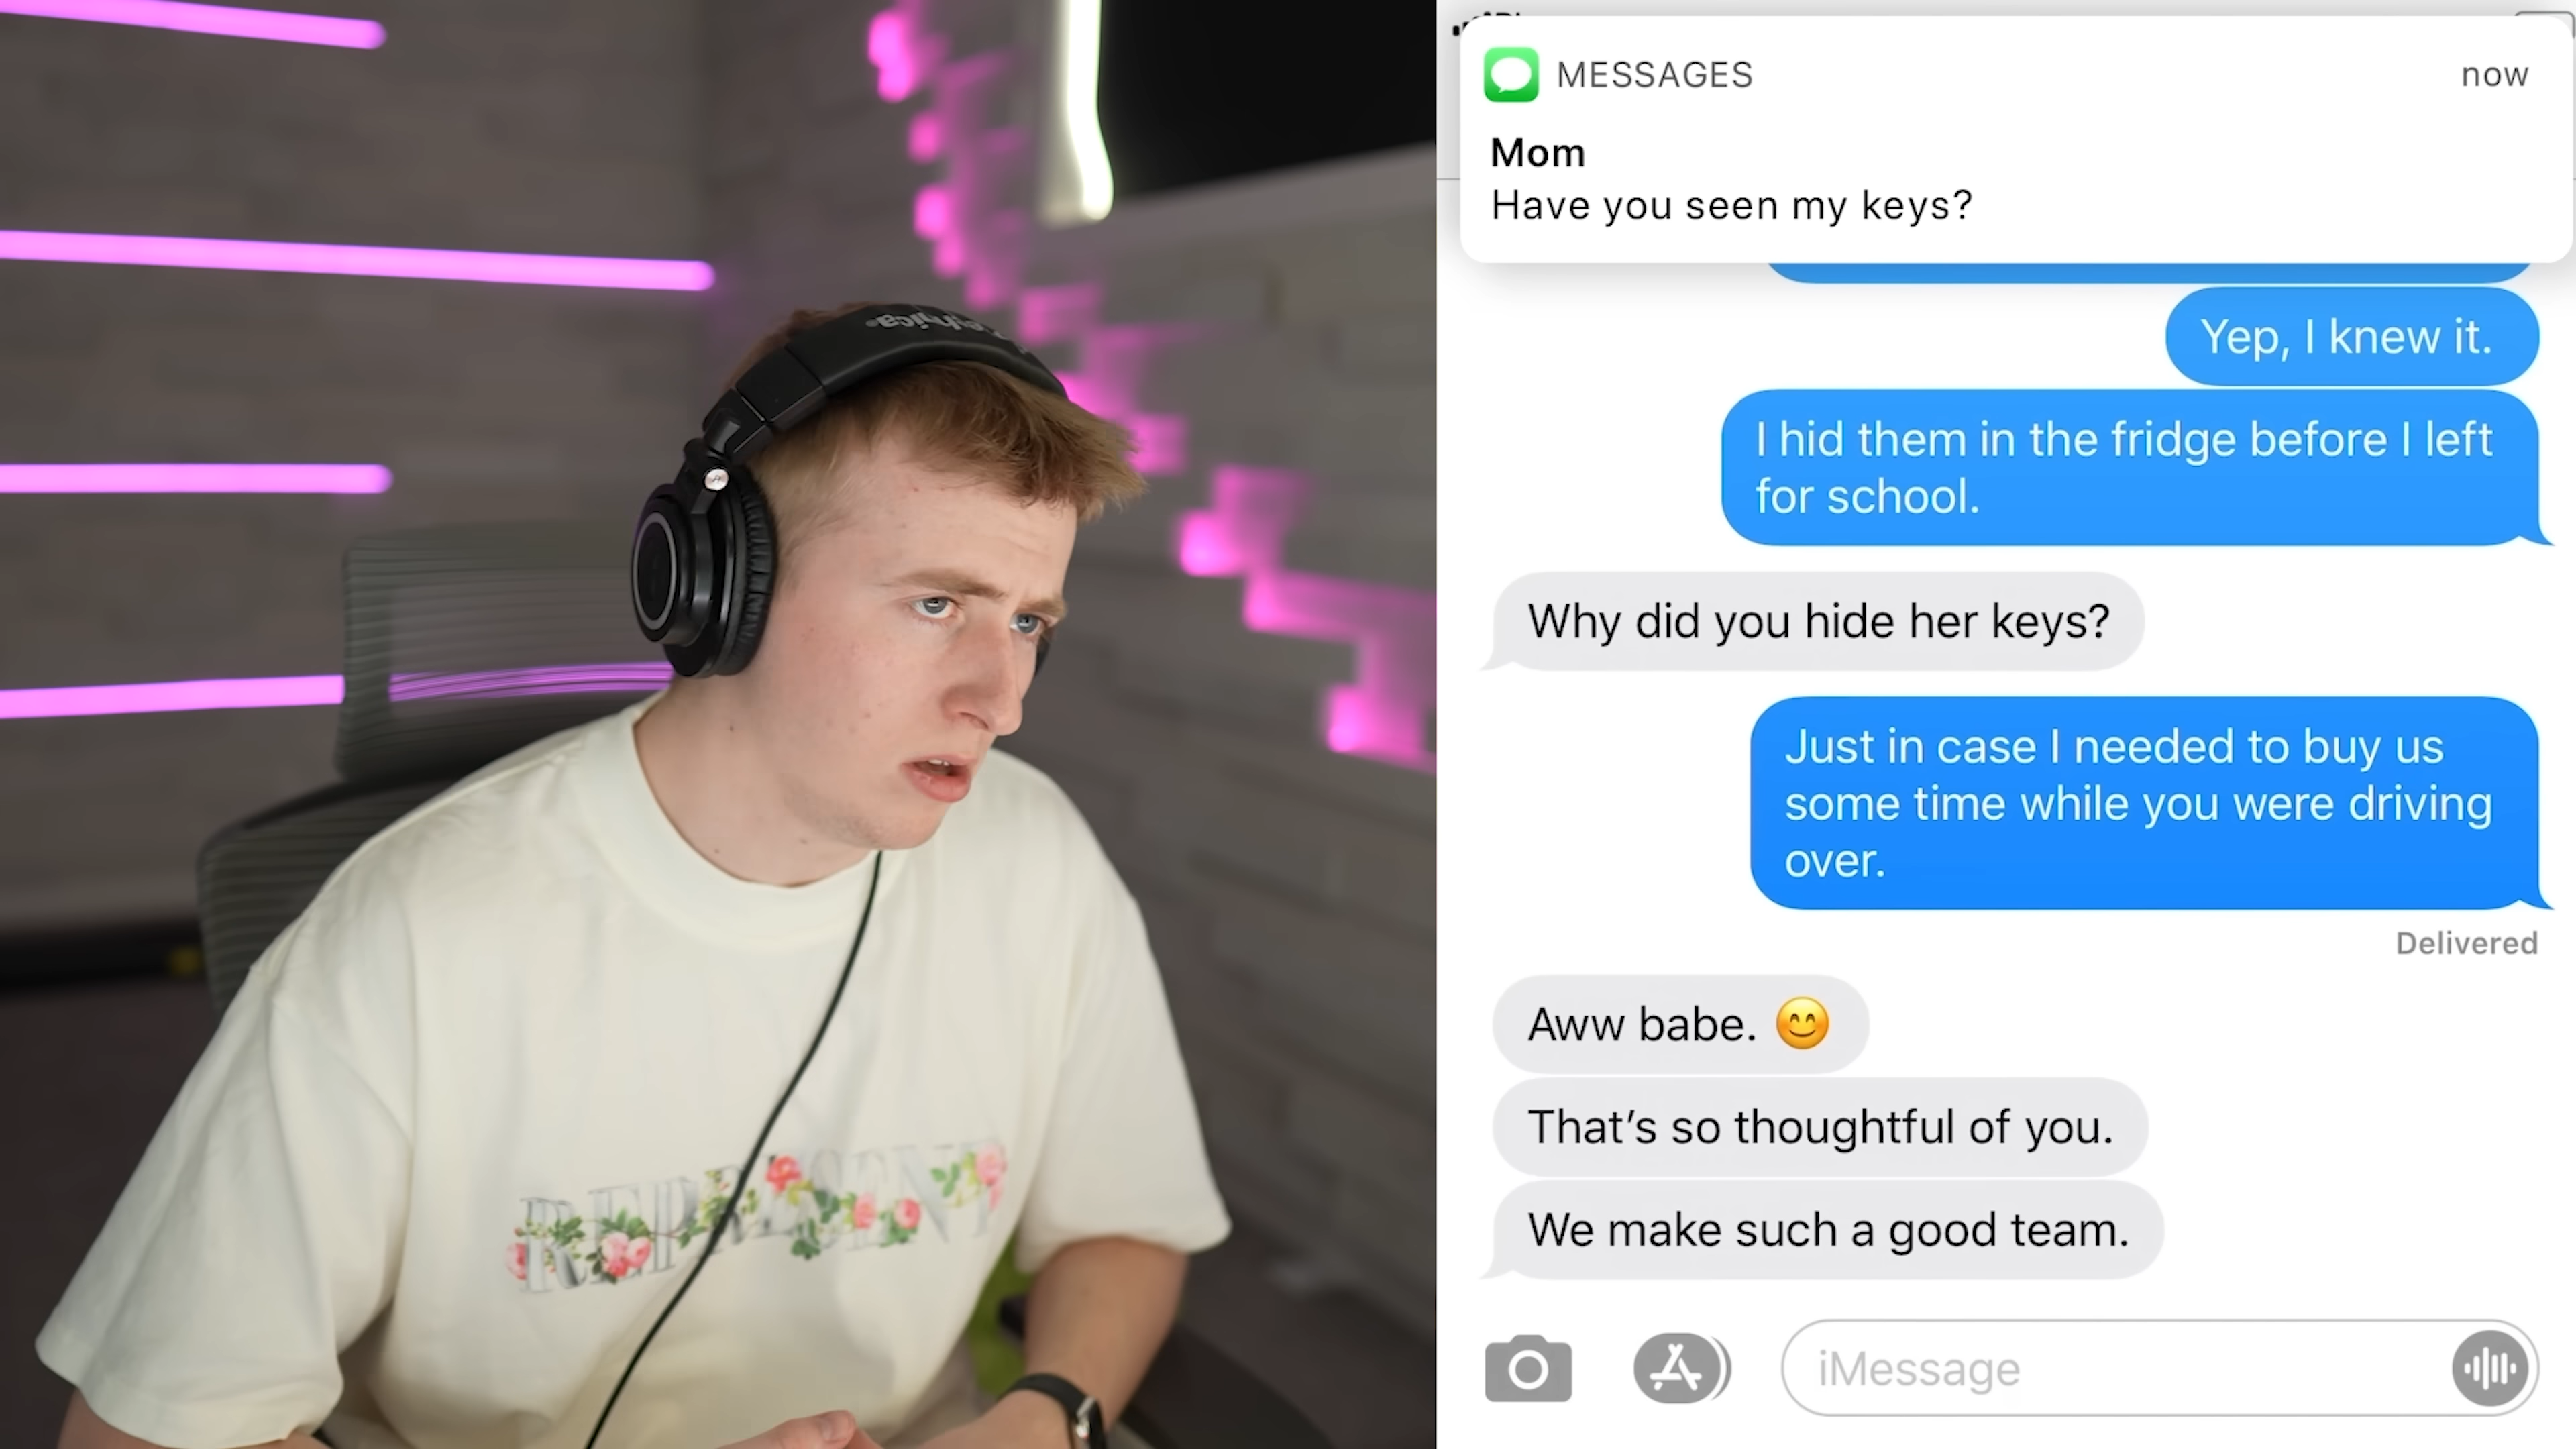 MESSAGES
now
Mom
Have you seen my keys?
Yep, I knew it.
I hid them in the fridge before I left
for school.
Why did you hide her keys?
Just in case I needed to buy us
some time while you were driving
over.
Delivered
Aww babe. 😊
That’s so thoughtful of you.
We make such a good team.
iMessage
REPRESENT